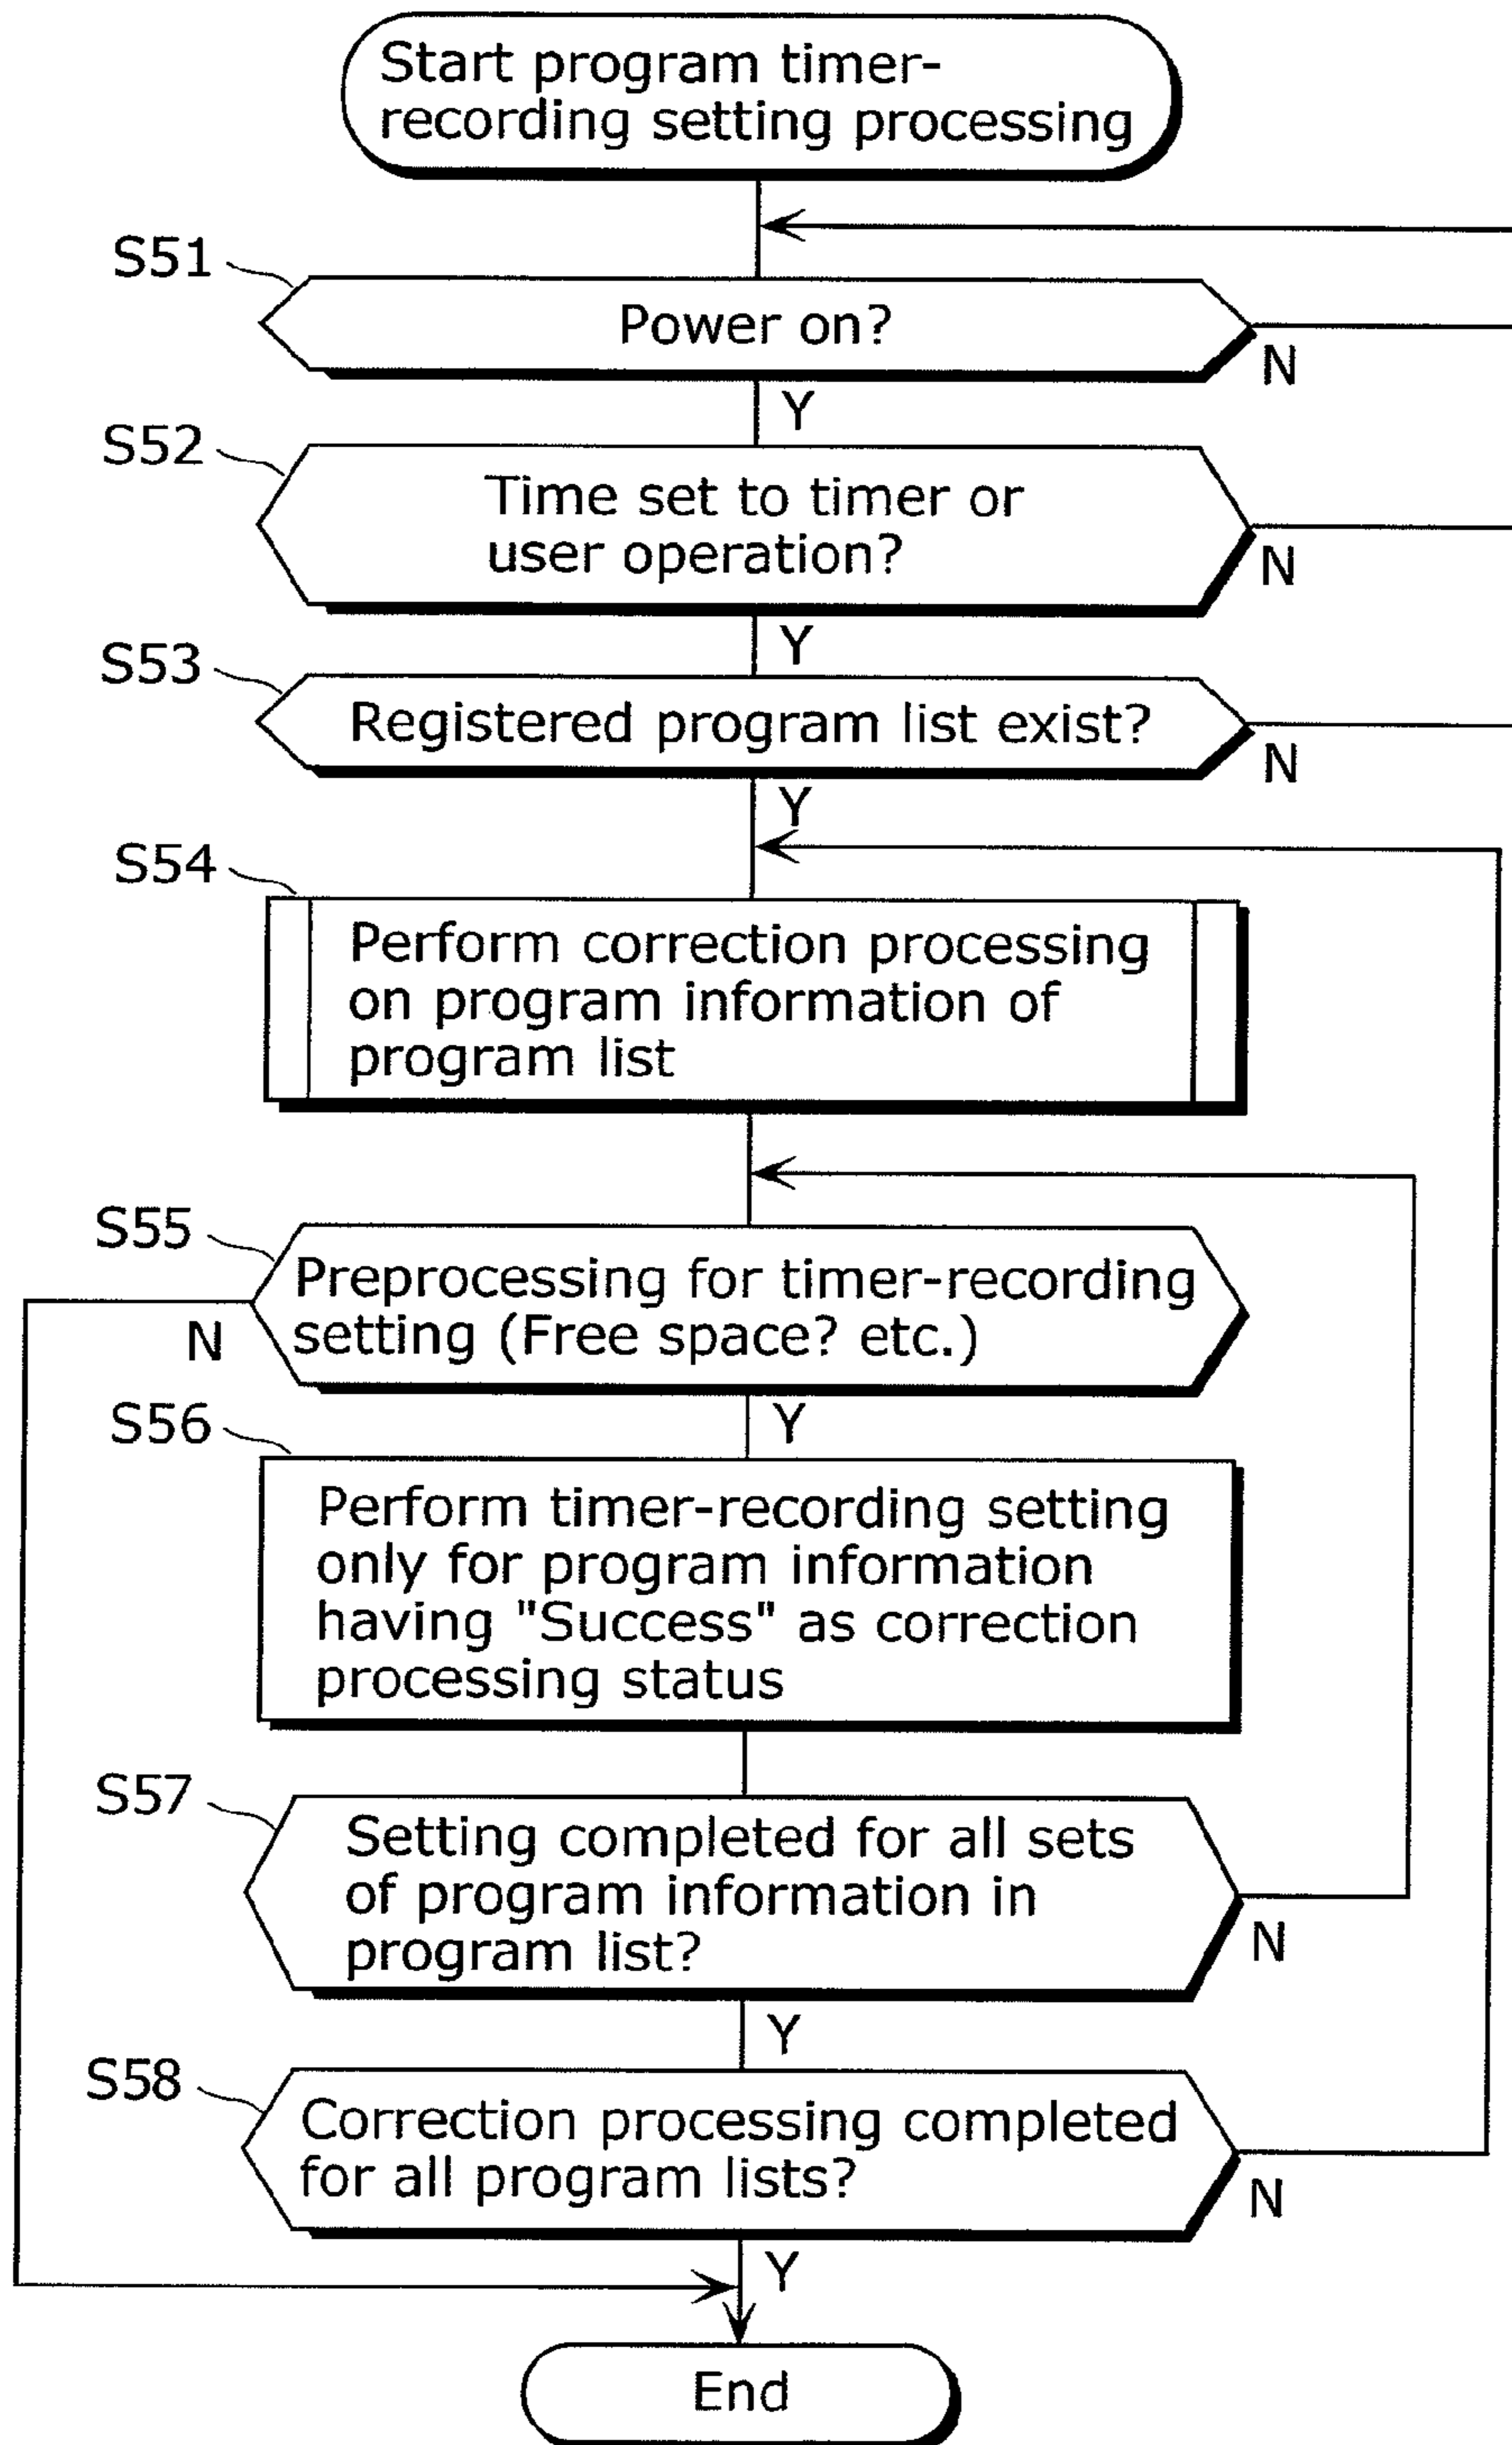 Start program timer-
recording setting processing
S51
Power on?
N
Y
S52
Time set to timer or
user operation?
N
Y
S53
Registered program list exist?
N
Y
S54
Perform correction processing
on program information of
program list
S55
Preprocessing for timer-recording
setting (Free space? etc.)
N
Y
S56
Perform timer-recording setting
only for program information
having "Success" as correction
processing status
S57
Setting completed for all sets
of program information in
program list?
N
Y
S58
Correction processing completed
for all program lists?
N
Y
End